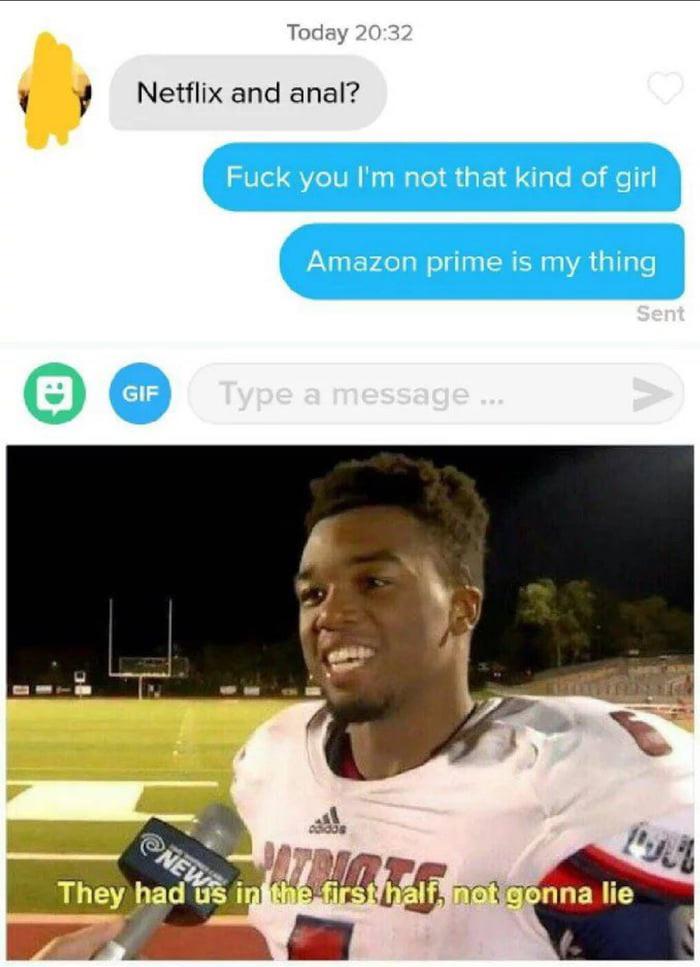 Today 20:32
Netflix and anal?
Fuck you I'm not that kind of girl
Amazon prime is my thing
Sent
GIF
Type a message ...
adidas
PATRIOTS
NEWS
They had us in the first half, not gonna lie